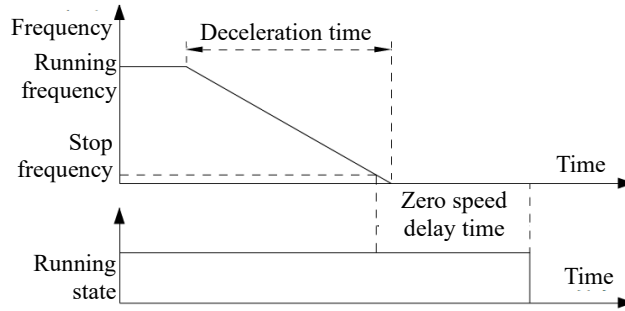 Frequency
Deceleration time
Running
frequency
Stop
frequency
Time
Zero speed
delay time
Running
state
Time